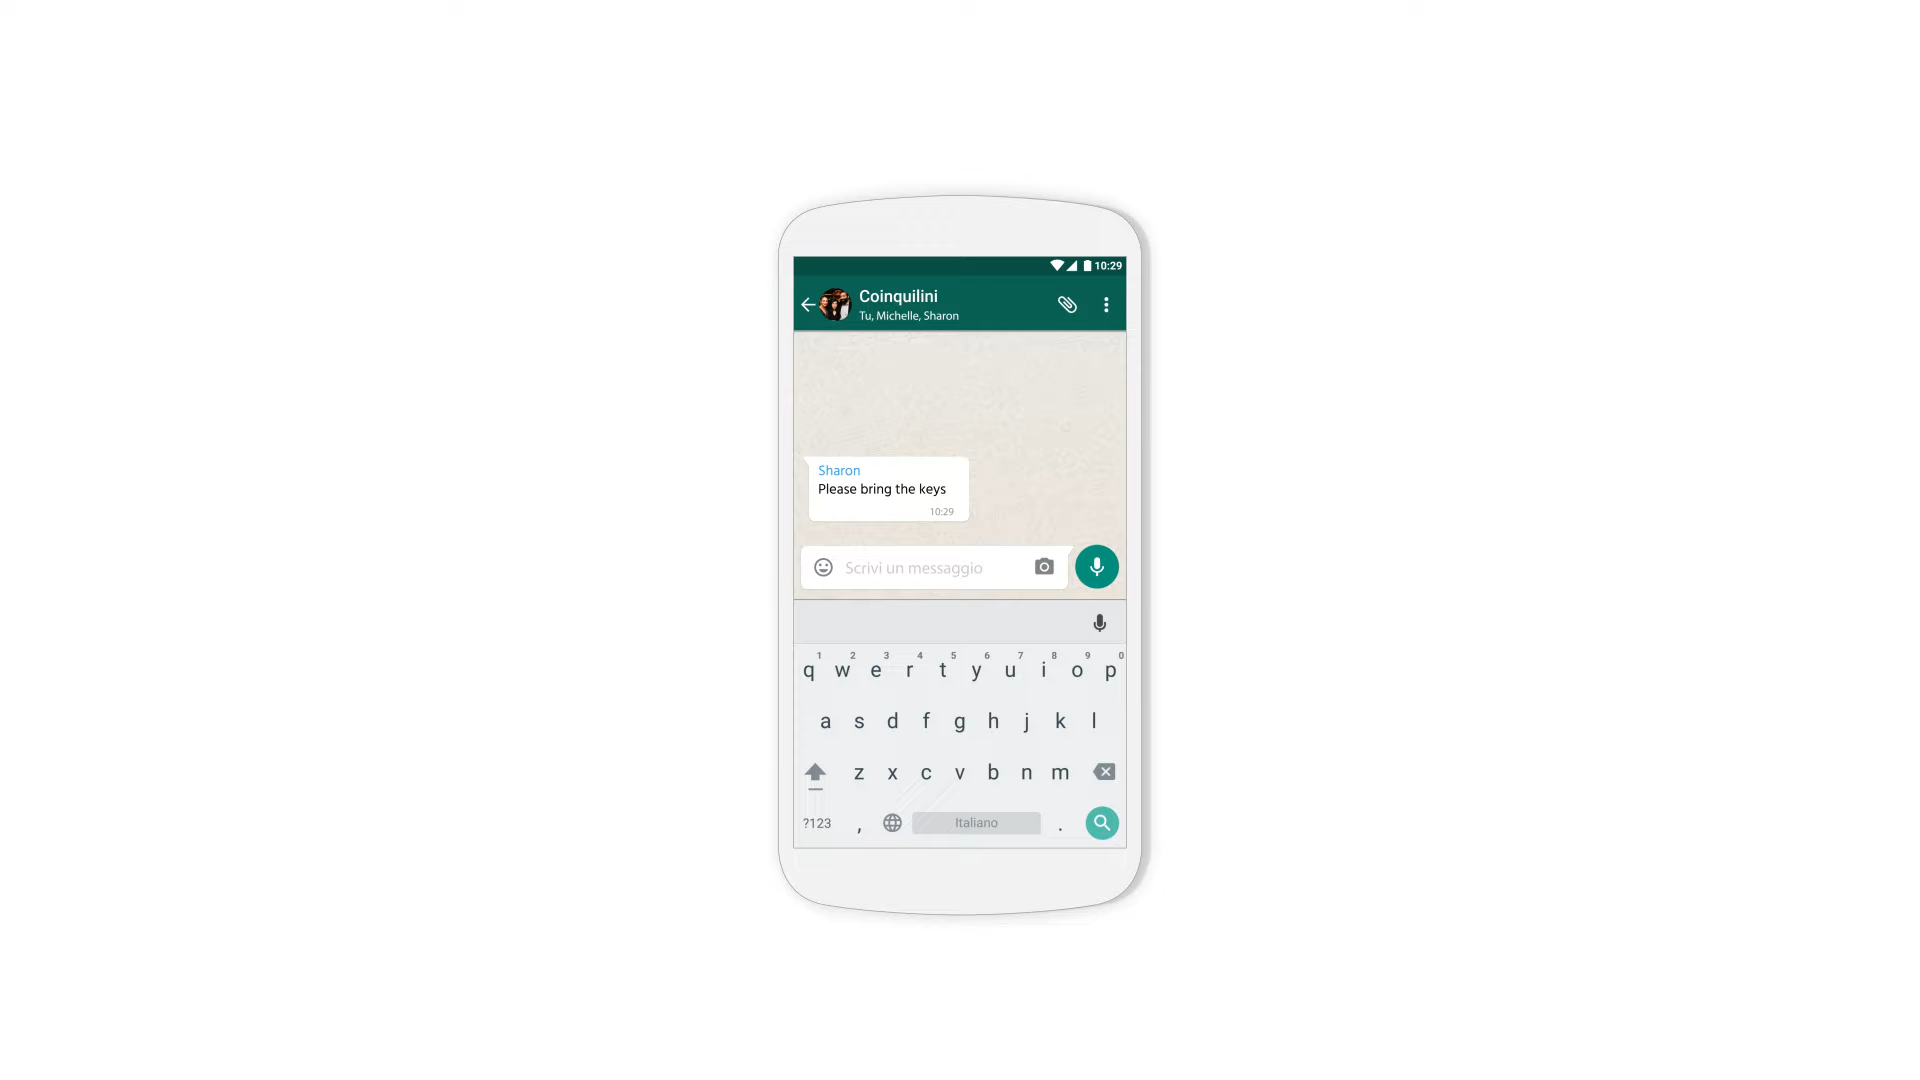 10:29
Coinquilini
Tu, Michelle, Sharon
Sharon
Please bring the keys
10:29
Scrivi un messaggio
1 2 3 4 5 6 7 8 9 0
q w e r t y u i o p
a s d f g h j k l
z x c v b n m
?123 , Italiano .